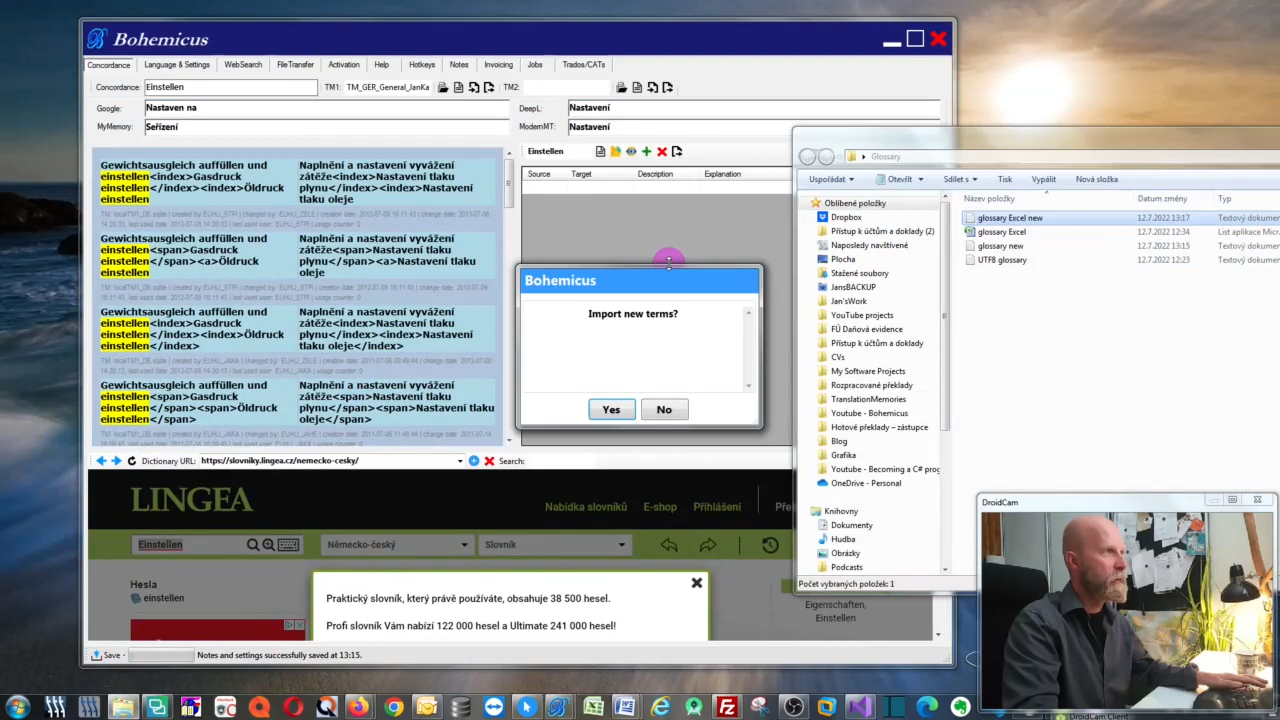 Bohemicus
Concordance Language & Settings WebSearch FileTransfer Activation Help Hotkeys Notes Invoicing Jobs Trados/CATs
Concordance: Einstellen TM1: TM_GER_General_JanKa TM2:
Google: Nastaven na DeepL: Nastavení
MyMemory: Seřízení ModernMT: Nastavení
Gewichtsausgleich auffüllen und
einstellen<index>Gasdruck
einstellen</index><index>Öldruck
einstellen
Naplnění a nastavení vyvážení
zátěže<index>Nastavení tlaku
plynu</index><index>Nastavení
tlaku oleje
Gewichtsausgleich auffüllen und
einstellen<span>Gasdruck
einstellen</span><a>Öldruck
einstellen
Naplnění a nastavení vyvážení
zátěže<span>Nastavení tlaku
plynu</span><a>Nastavení tlaku
oleje
Gewichtsausgleich auffüllen und
einstellen<index>Gasdruck
einstellen</index><index>Öldruck
einstellen</index>
Naplnění a nastavení vyvážení
zátěže<index>Nastavení tlaku
plynu</index><index>Nastavení
tlaku oleje</index>
Gewichtsausgleich auffüllen und
einstellen<span>Gasdruck
einstellen</span><span>Öldruck
einstellen</span>
Naplnění a nastavení vyvážení
zátěže<span>Nastavení tlaku
plynu</span><span>Nastavení tlaku
oleje</span>
Einstellen
Source Target Description Explanation
Bohemicus
Import new terms?
Yes No
Glossary
Uspořádat Otevřít Sdílet s Tisk Vypálit Nová složka
Název položky Datum změny Typ
glossary Excel new 12.7.2022 13:17 Textový dokument
glossary Excel 12.7.2022 12:34 List aplikace Micr
glossary new 12.7.2022 13:15 Textový dokument
UTF8 glossary 12.7.2022 12:23 Textový dokument
Oblíbené položky
Dropbox
Přístup k účtům a doklady (2)
Naposledy navštívené
Plocha
Stažené soubory
JansBACKUP
Jan'sWork
YouTube projects
FÚ Daňová evidence
Přístup k účtům a doklady
CVs
My Software Projects
Rozpracované překlady
TranslationMemories
Youtube - Bohemicus
Hotové překlady – zástupce
Blog
Grafika
Youtube - Becoming a C# prog
OneDrive - Personal
Knihovny
Dokumenty
Hudba
Obrázky
Podcasts
Počet vybraných položek: 1
DroidCam
Dictionary URL: https://slovniky.lingea.cz/nemecko-cesky/ Search:
LINGEA Nabídka slovníků E-shop Přihlášení
Einstellen Německo-český Slovník
Hesla
einstellen
Praktický slovník, který právě používáte, obsahuje 38 500 hesel.
Profi slovník Vám nabízí 122 000 hesel a Ultimate 241 000 hesel!
Eigenschaften,
Einstellen
Save Notes and settings successfully saved at 13:15.
DroidCam Client